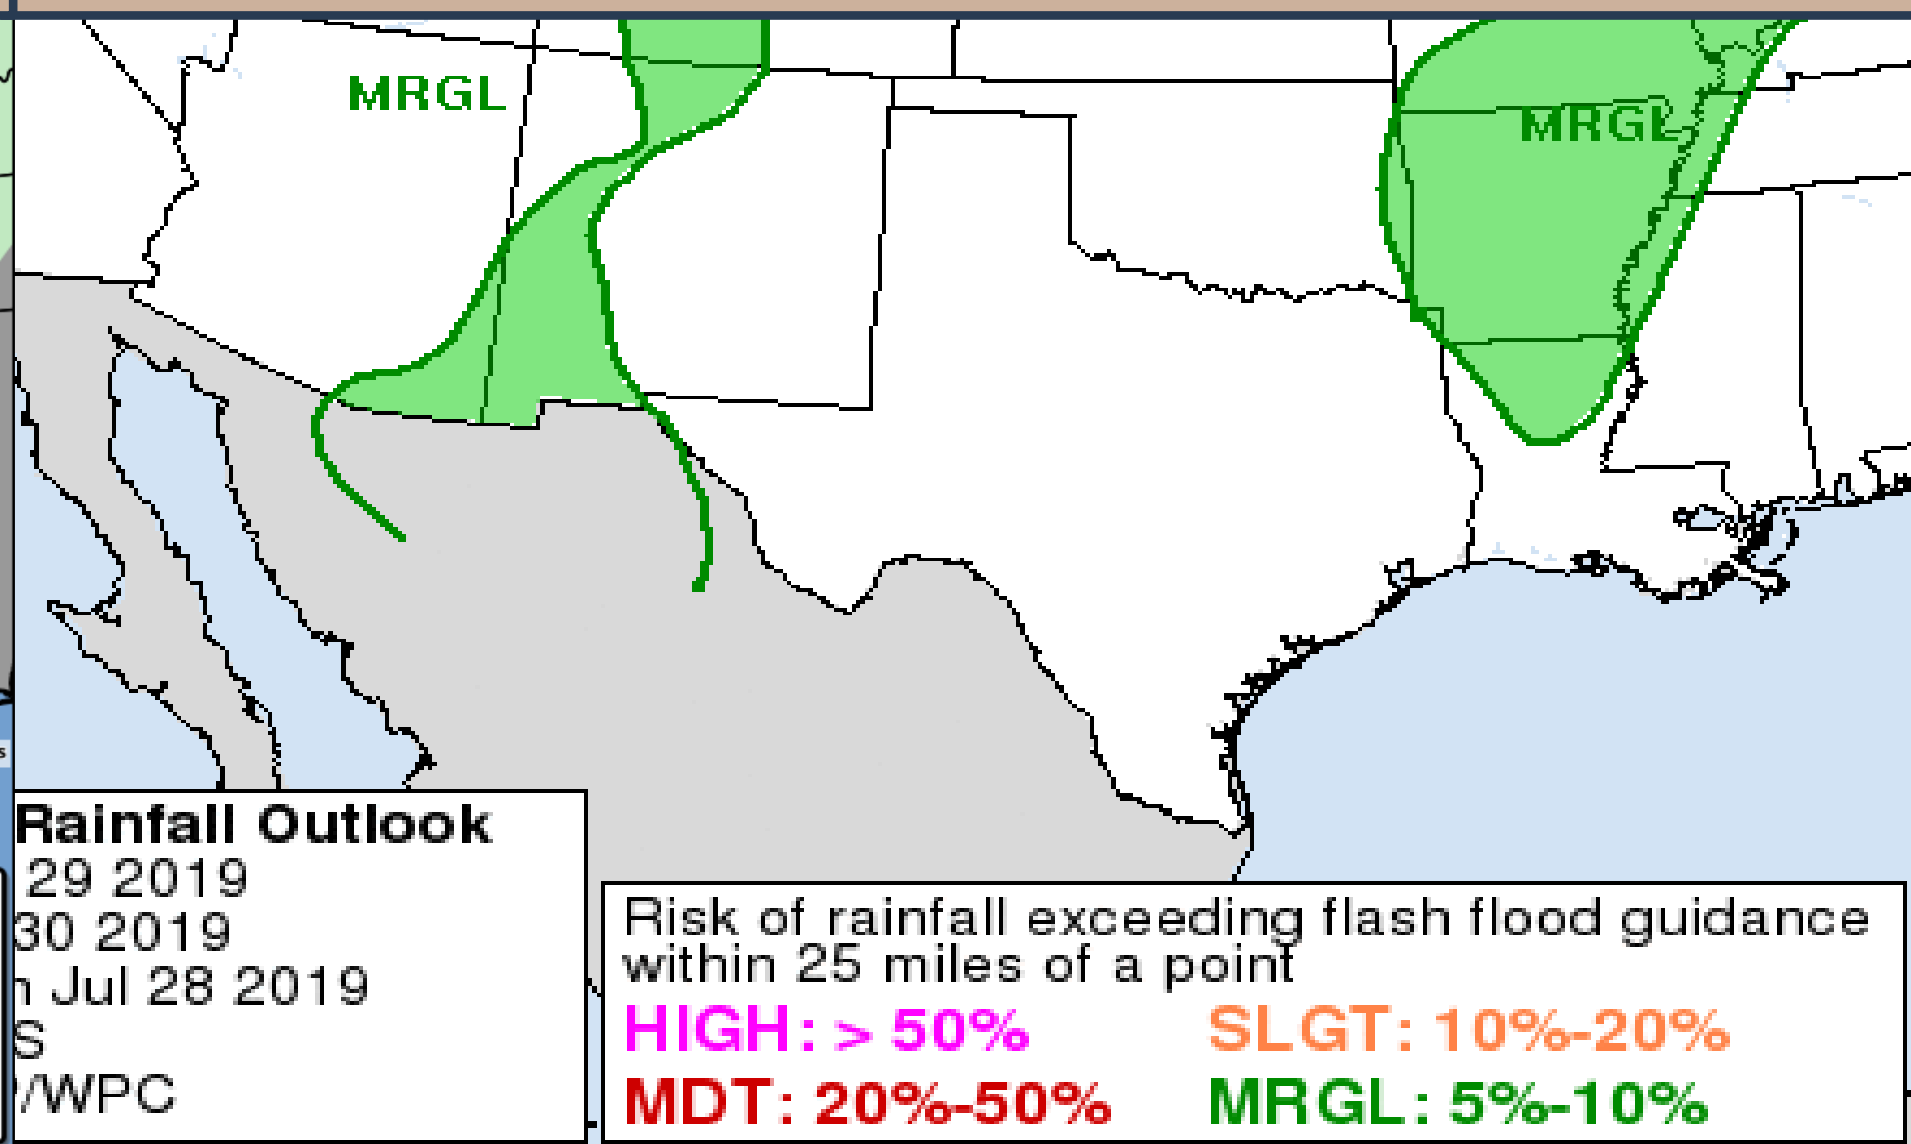 MRGL
MRGL
Rainfall Outlook
29 2019
30 2019
Jul 28 2019
S
/WPC
Risk of rainfall exceeding flash flood guidance
within 25 miles of a point
HIGH: > 50%
SLGT: 10%-20%
MDT: 20%-50%
MRGL: 5%-10%